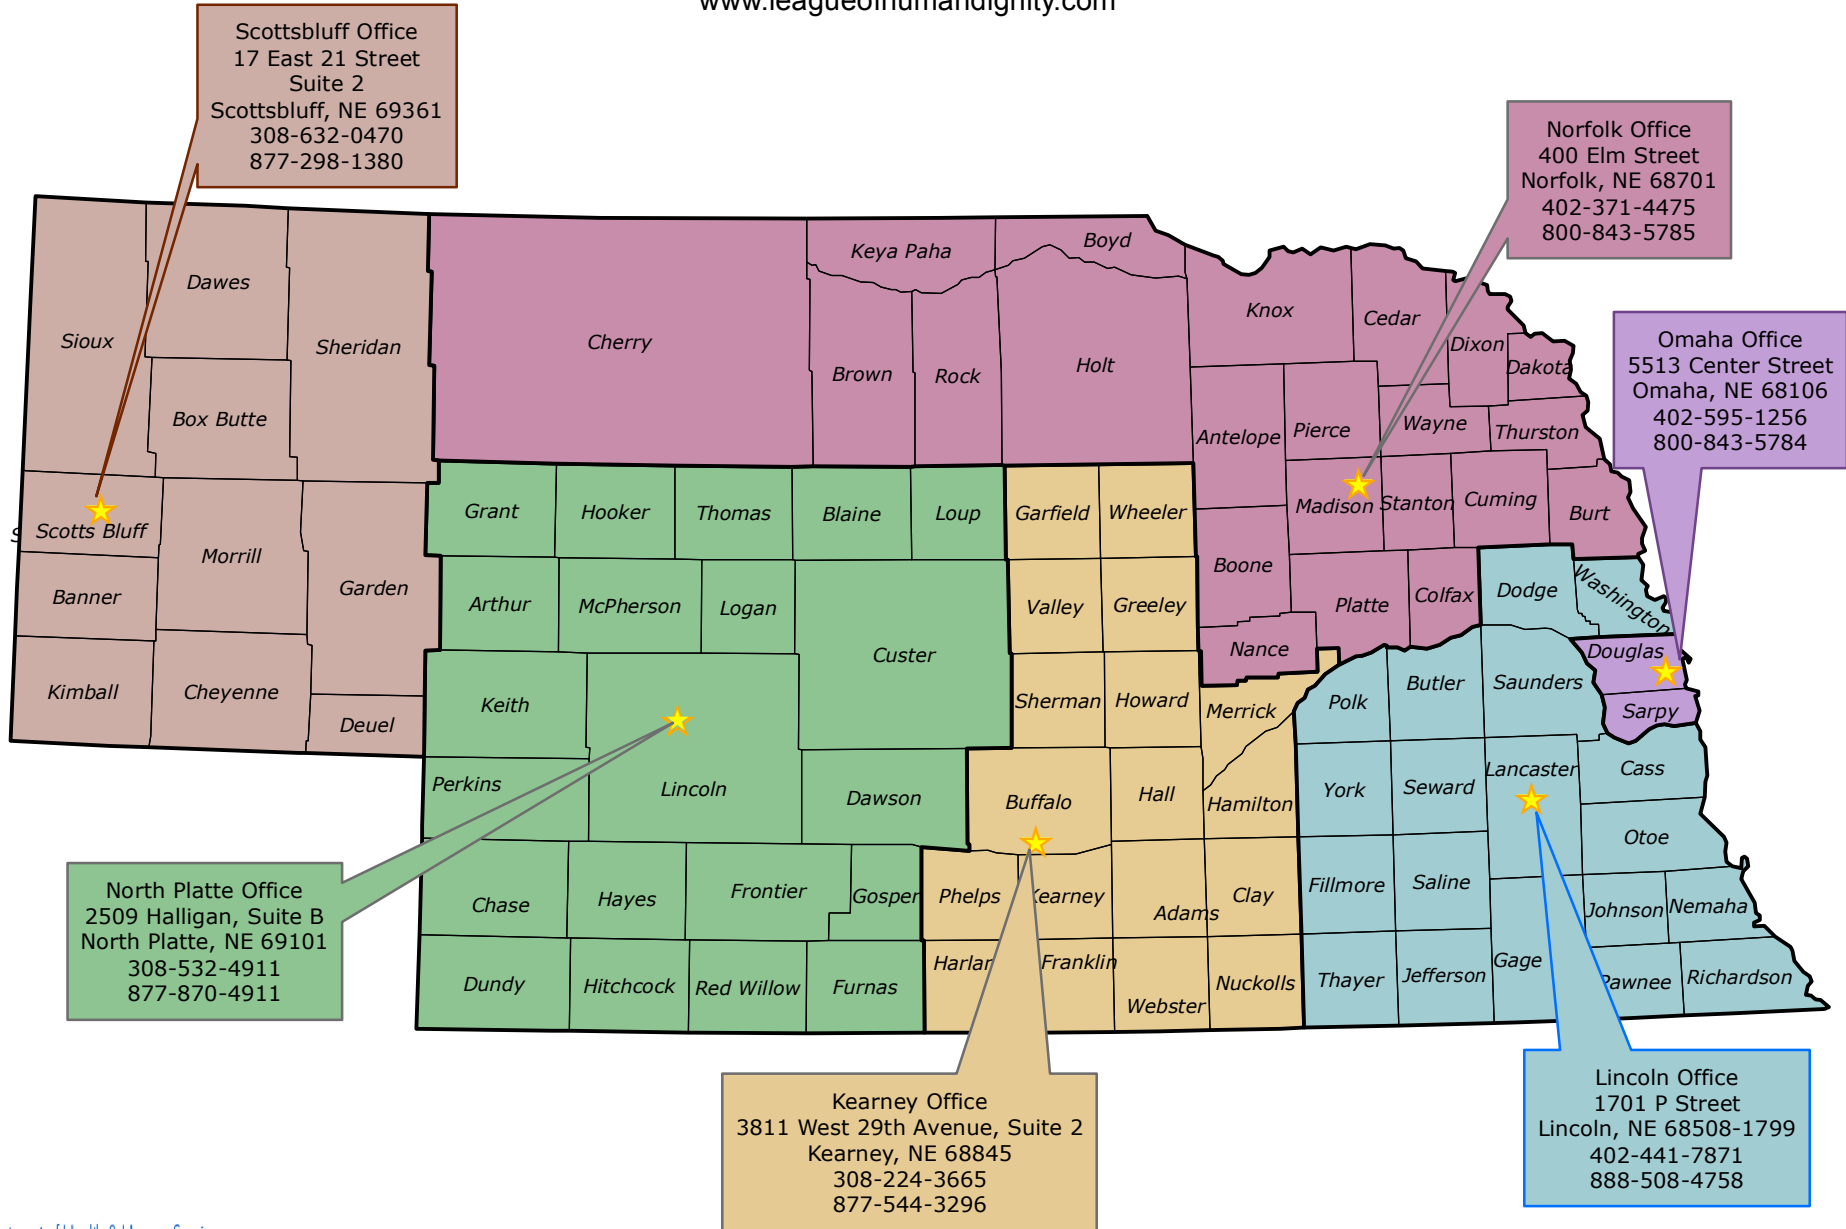 www.leagueofhumandignity.com
Scottsbluff Office
17 East 21 Street
Suite 2
Scottsbluff, NE 69361
308-632-0470
877-298-1380
Norfolk Office
400 Elm Street
Norfolk, NE 68701
402-371-4475
800-843-5785
Omaha Office
5513 Center Street
Omaha, NE 68106
402-595-1256
800-843-5784
Sioux
Dawes
Sheridan
Box Butte
Scotts Bluff
Morrill
Garden
Banner
Kimball
Cheyenne
Deuel
Cherry
Keya Paha
Boyd
Brown
Rock
Holt
Knox
Cedar
Dixon
Dakota
Antelope
Pierce
Wayne
Thurston
Madison
Stanton
Cuming
Burt
Boone
Platte
Colfax
Nance
Grant
Hooker
Thomas
Blaine
Loup
Arthur
McPherson
Logan
Custer
Keith
Lincoln
Perkins
Dawson
Chase
Hayes
Frontier
Gosper
Dundy
Hitchcock
Red Willow
Furnas
Garfield
Wheeler
Valley
Greeley
Sherman
Howard
Merrick
Buffalo
Hall
Hamilton
Phelps
Kearney
Adams
Clay
Harlan
Franklin
Webster
Nuckolls
Dodge
Washington
Douglas
Sarpy
Polk
Butler
Saunders
York
Seward
Lancaster
Cass
Otoe
Fillmore
Saline
Johnson
Nemaha
Thayer
Jefferson
Gage
Pawnee
Richardson
North Platte Office
2509 Halligan, Suite B
North Platte, NE 69101
308-532-4911
877-870-4911
Kearney Office
3811 West 29th Avenue, Suite 2
Kearney, NE 68845
308-224-3665
877-544-3296
Lincoln Office
1701 P Street
Lincoln, NE 68508-1799
402-441-7871
888-508-4758